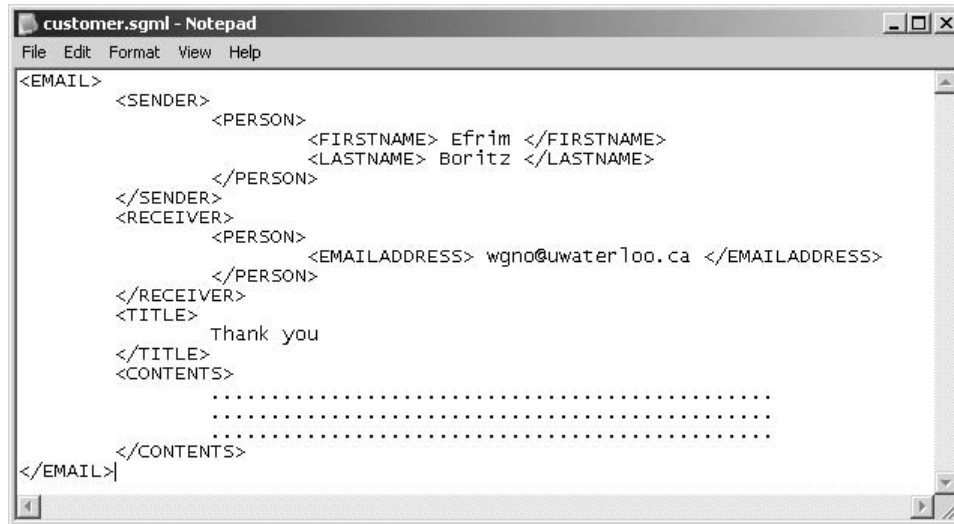 customer.sgml - Notepad
File Edit Format View Help
<EMAIL>
<SENDER>
<PERSON>
<FIRSTNAME> Efrim </FIRSTNAME>
<LASTNAME> Boritz </LASTNAME>
</PERSON>
</SENDER>
<RECEIVER>
<PERSON>
<EMAILADDRESS> wgno@uwaterloo.ca </EMAILADDRESS>
</PERSON>
</RECEIVER>
<TITLE>
Thank you
</TITLE>
<CONTENTS>
...............................................
...............................................
...............................................
</CONTENTS>
</EMAIL>